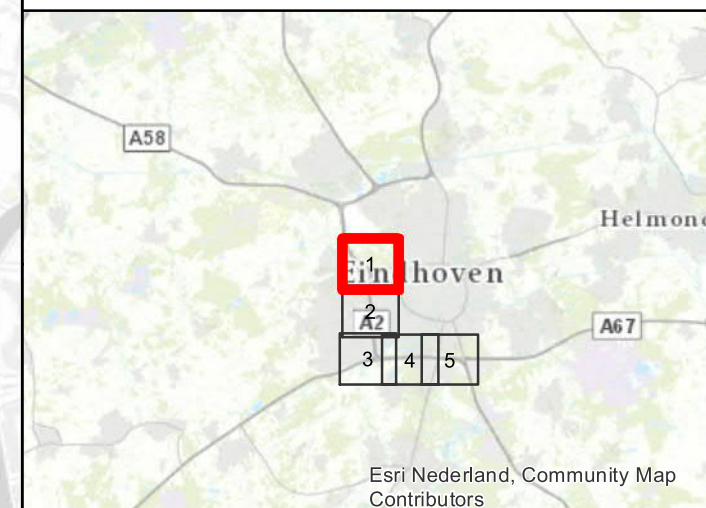 A58
Helmond
1
Eindhoven
2
A2
A67
3 4 5
Esri Nederland, Community Map
Contributors